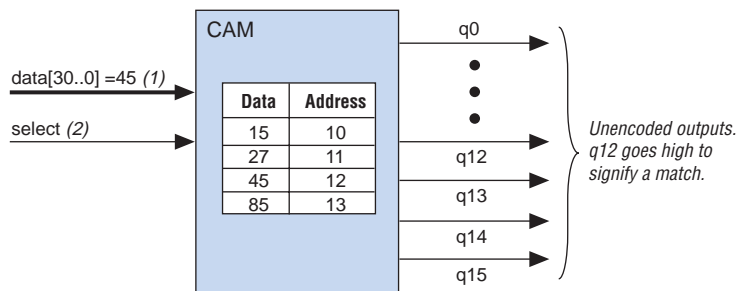 CAM
q0
data[30..0] =45 (1)
select (2)
Data Address
15 10
27 11
45 12
85 13
q12
q13
q14
q15
Unencoded outputs.
q12 goes high to
signify a match.